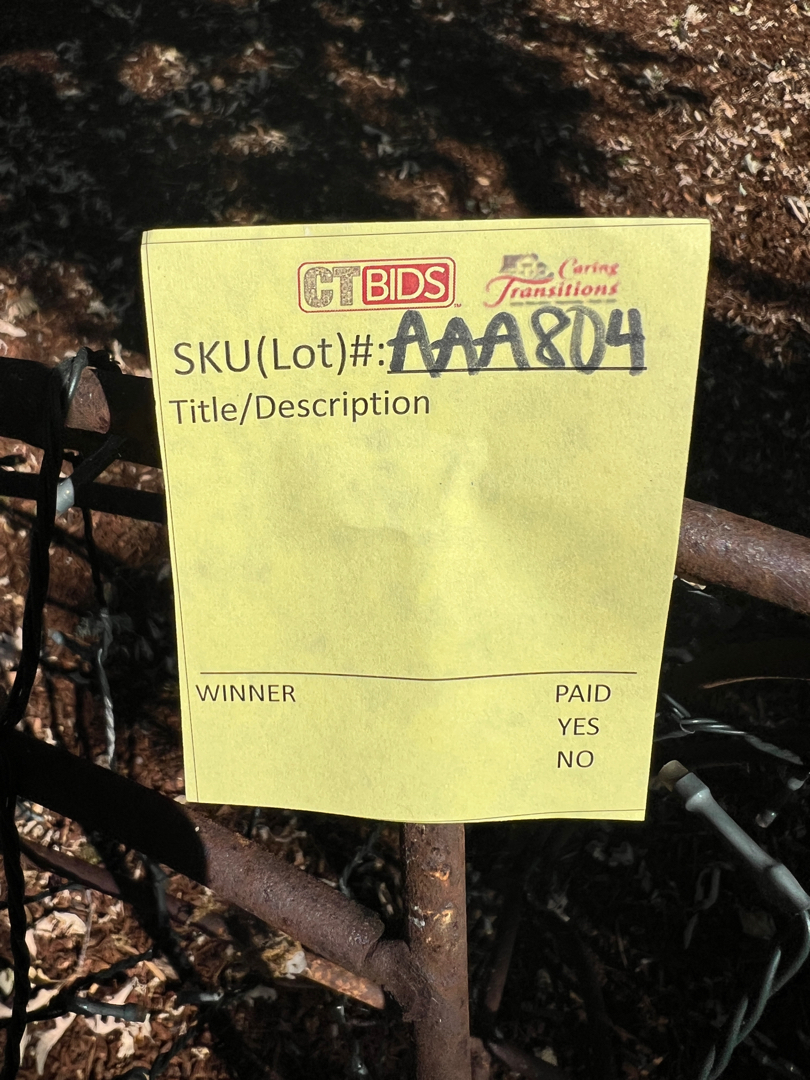 CTBIDS
Caring
Transitions
SKU(Lot)#:AAA804
Title/Description
WINNER
PAID
YES
NO